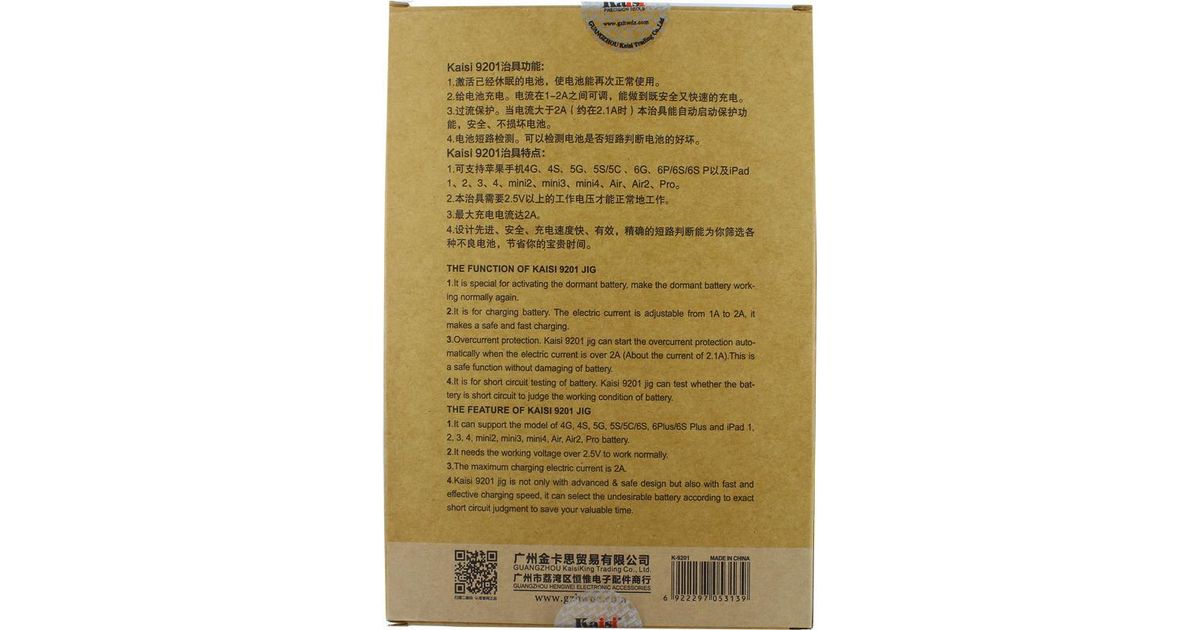 Kaisi
PRECISION TOOLS
www.gzhwdz.com
GUANGZHOU Kaisi Trading Co., Ltd.
Kaisi 9201治具功能：
1.激活已经休眠的电池，使电池能再次正常使用。
2.给电池充电。电流在1-2A之间可调，能做到既安全又快速的充电。
3.过流保护。当电流大于2A（约在2.1A时）本治具能自动启动保护功
能，安全、不损坏电池。
4.电池短路检测。可以检测电池是否短路判断电池的好坏。
Kaisi 9201治具特点：
1.可支持苹果手机4G、4S、5G、5S/5C 、6G、6P/6S/6S P以及iPad
1、2、3、4、mini2、mini3、mini4、Air、Air2、Pro。
2.本治具需要2.5V以上的工作电压才能正常地工作。
3.最大充电电流达2A。
4.设计先进、安全、充电速度快、有效，精确的短路判断能为你筛选各
种不良电池，节省你的宝贵时间。
THE FUNCTION OF KAISI 9201 JIG
1.It is special for activating the dormant battery, make the dormant battery work-
ing normally again.
2.It is for charging battery. The electric current is adjustable from 1A to 2A, it
makes a safe and fast charging.
3.Overcurrent protection. Kaisi 9201 jig can start the overcurrent protection auto-
matically when the electric current is over 2A (About the current of 2.1A).This is
a safe function without damaging of battery.
4.It is for short circuit testing of battery. Kaisi 9201 jig can test whether the bat-
tery is short circuit to judge the working condition of battery.
THE FEATURE OF KAISI 9201 JIG
1.It can support the model of 4G, 4S, 5G, 5S/5C/6S, 6Plus/6S Plus and iPad 1,
2, 3, 4, mini2, mini3, mini4, Air, Air2, Pro battery.
2.It needs the working voltage over 2.5V to work normally.
3.The maximum charging electric current is 2A.
4.Kaisi 9201 jig is not only with advanced & safe design but also with fast and
effective charging speed, it can select the undesirable battery according to exact
short circuit judgment to save your valuable time.
广州金卡思贸易有限公司
GUANGZHOU KaisiKing Trading Co., Ltd.
广州市荔湾区恒惟电子配件商行
GUANGZHOU HENGWEI ELECTRONIC ACCESSORIES
www.gzhwdz.com
K-9201 MADE IN CHINA
6 922297 053139
Kaisi